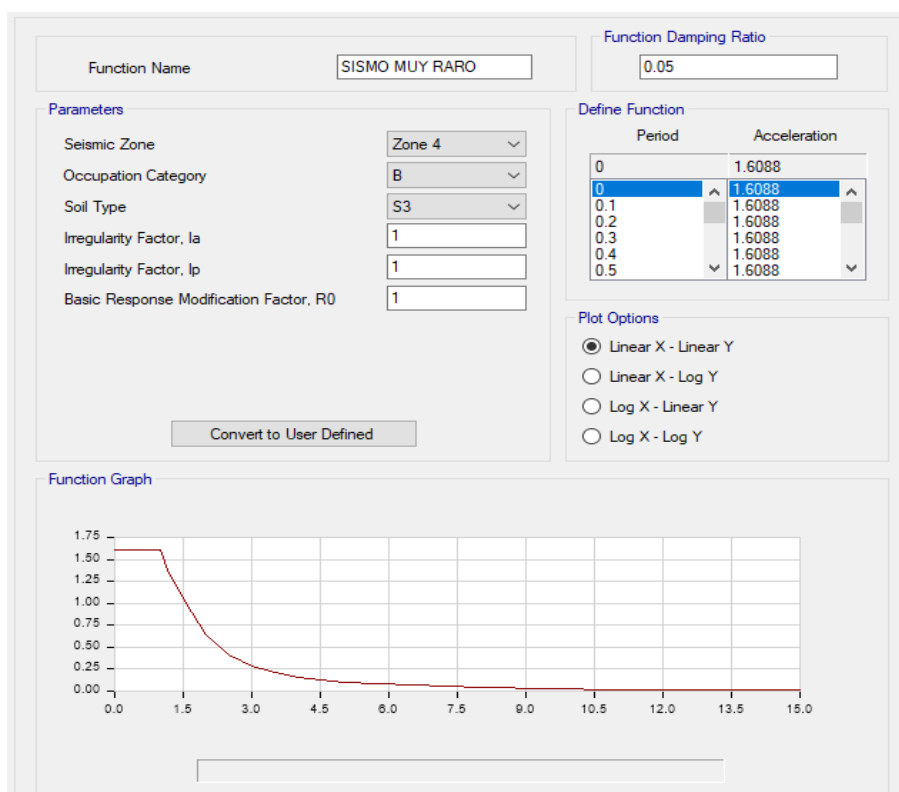 Function Damping Ratio
Function Name SISMO MUY RARO 0.05
Parameters
Seismic Zone Zone 4
Occupation Category B
Soil Type S3
Irregularity Factor, Ia 1
Irregularity Factor, Ip 1
Basic Response Modification Factor, R0 1
Convert to User Defined
Define Function
Period Acceleration
0 1.6088
0 1.6088
0.1 1.6088
0.2 1.6088
0.3 1.6088
0.4 1.6088
0.5 1.6088
Plot Options
Linear X - Linear Y
Linear X - Log Y
Log X - Linear Y
Log X - Log Y
Function Graph
1.75
1.50
1.25
1.00
0.75
0.50
0.25
0.00
0.0 1.5 3.0 4.5 6.0 7.5 9.0 10.5 12.0 13.5 15.0